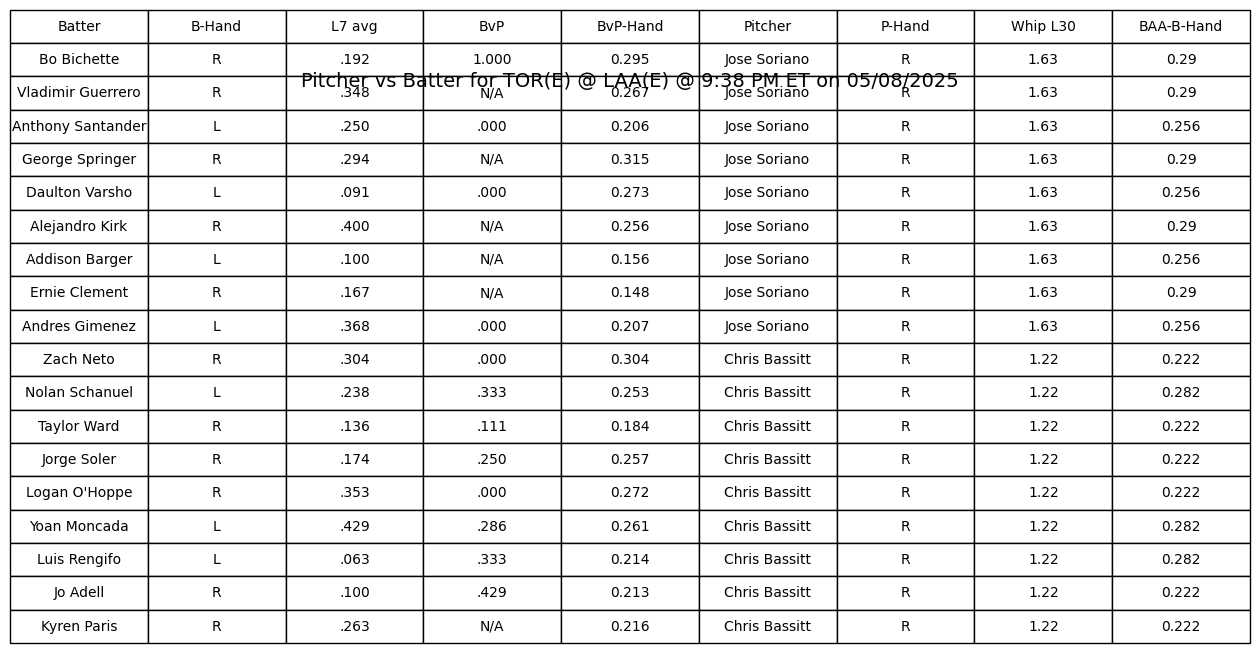 Batter B-Hand L7 avg BvP BvP-Hand Pitcher P-Hand Whip L30 BAA-B-Hand
Bo Bichette R .192 1.000 0.295 Jose Soriano R 1.63 0.29
Pitcher vs Batter for TOR(E) @ LAA(E) @ 9:38 PM ET on 05/08/2025
Vladimir Guerrero R .348 N/A 0.267 Jose Soriano R 1.63 0.29
Anthony Santander L .250 .000 0.206 Jose Soriano R 1.63 0.256
George Springer R .294 N/A 0.315 Jose Soriano R 1.63 0.29
Daulton Varsho L .091 .000 0.273 Jose Soriano R 1.63 0.256
Alejandro Kirk R .400 N/A 0.256 Jose Soriano R 1.63 0.29
Addison Barger L .100 N/A 0.156 Jose Soriano R 1.63 0.256
Ernie Clement R .167 N/A 0.148 Jose Soriano R 1.63 0.29
Andres Gimenez L .368 .000 0.207 Jose Soriano R 1.63 0.256
Zach Neto R .304 .000 0.304 Chris Bassitt R 1.22 0.222
Nolan Schanuel L .238 .333 0.253 Chris Bassitt R 1.22 0.282
Taylor Ward R .136 .111 0.184 Chris Bassitt R 1.22 0.222
Jorge Soler R .174 .250 0.257 Chris Bassitt R 1.22 0.222
Logan O'Hoppe R .353 .000 0.272 Chris Bassitt R 1.22 0.222
Yoan Moncada L .429 .286 0.261 Chris Bassitt R 1.22 0.282
Luis Rengifo L .063 .333 0.214 Chris Bassitt R 1.22 0.282
Jo Adell R .100 .429 0.213 Chris Bassitt R 1.22 0.222
Kyren Paris R .263 N/A 0.216 Chris Bassitt R 1.22 0.222